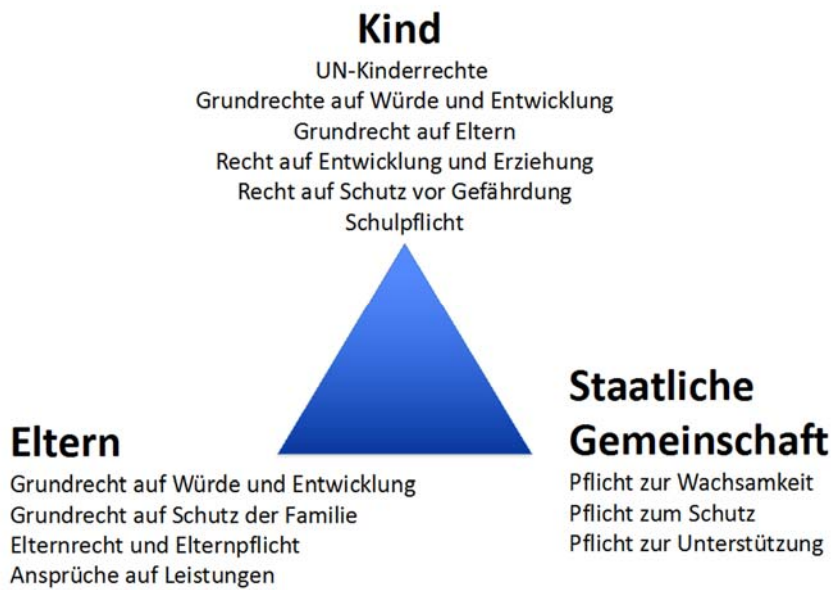 Kind
UN-Kinderrechte
Grundrechte auf Würde und Entwicklung
Grundrecht auf Eltern
Recht auf Entwicklung und Erziehung
Recht auf Schutz vor Gefährdung
Schulpflicht
Eltern
Grundrecht auf Würde und Entwicklung
Grundrecht auf Schutz der Familie
Elternrecht und Elternpflicht
Ansprüche auf Leistungen
Staatliche
Gemeinschaft
Pflicht zur Wachsamkeit
Pflicht zum Schutz
Pflicht zur Unterstützung